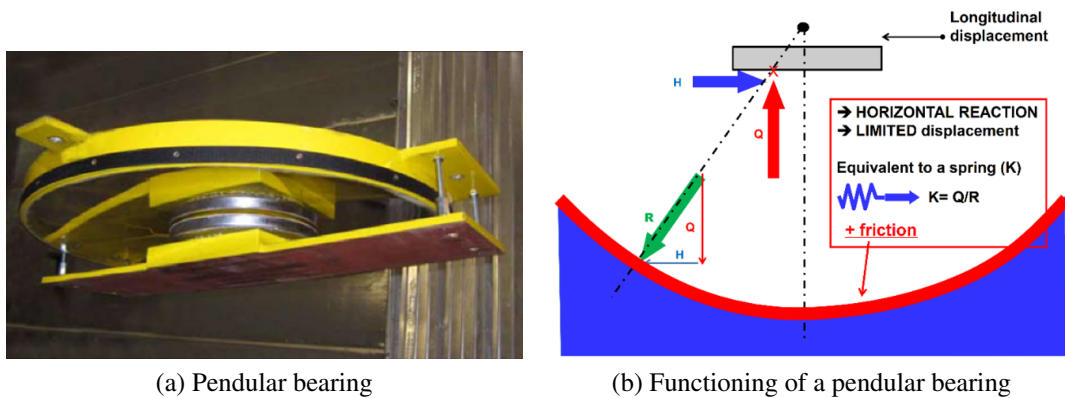 Longitudinal
displacement
H
Q
→ HORIZONTAL REACTION
→ LIMITED displacement
Equivalent to a spring (K)
K= Q/R
+ friction
R
Q
H
(a) Pendular bearing
(b) Functioning of a pendular bearing